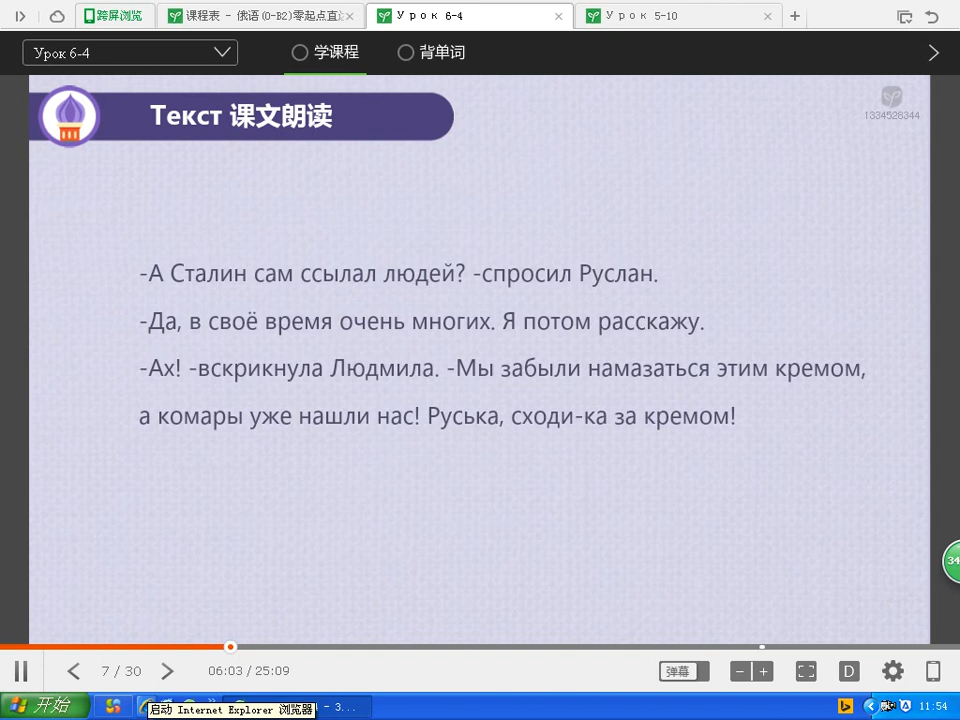 跨屏浏览
课程表 - 俄语(0-B2)零起点直达
Урок 6-4
Урок 5-10
Урок 6-4
学课程
背单词
Текст 课文朗读
1334528344
-А Сталин сам ссылал людей? -спросил Руслан.
-Да, в своё время очень многих. Я потом расскажу.
-Ах! -вскрикнула Людмила. -Мы забыли намазаться этим кремом,
а комары уже нашли нас! Руська, сходи-ка за кремом!
34
7 / 30
06:03 / 25:09
弹幕
D
开始
启动 Internet Explorer 浏览器
- 3...
11:54